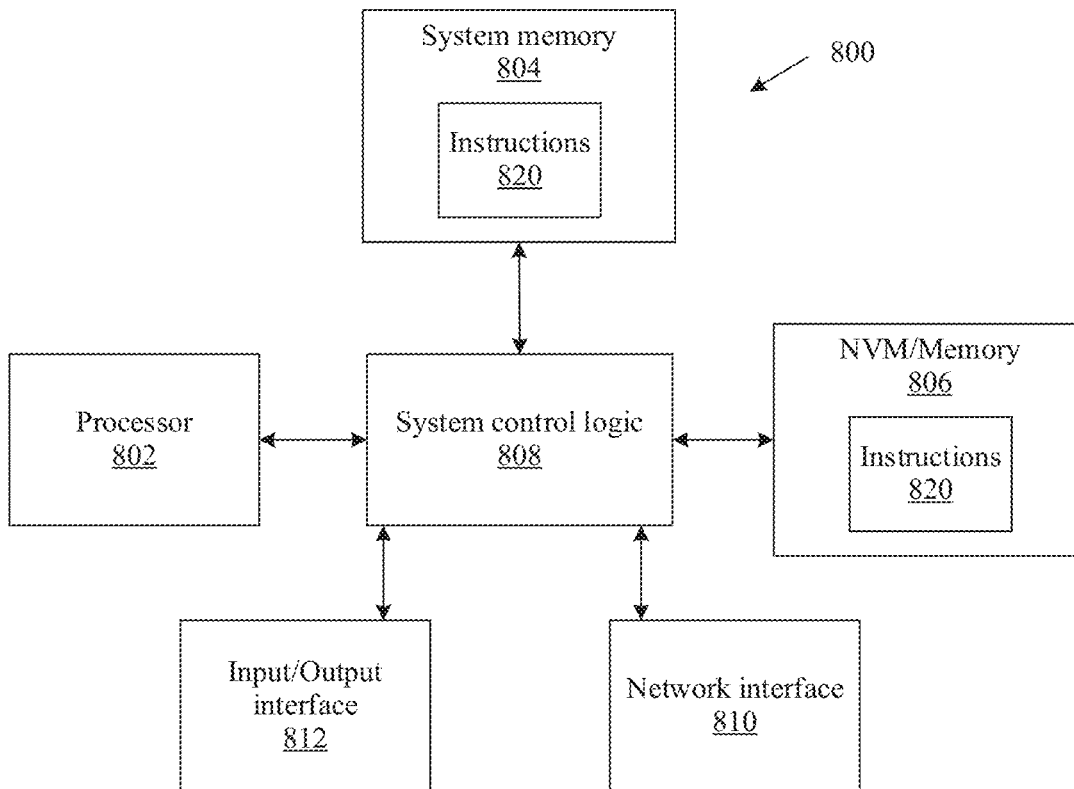 System memory
804
800
Instructions
820
NVM/Memory
806
Processor
802
System control logic
808
Instructions
820
Input/Output
interface
812
Network interface
810